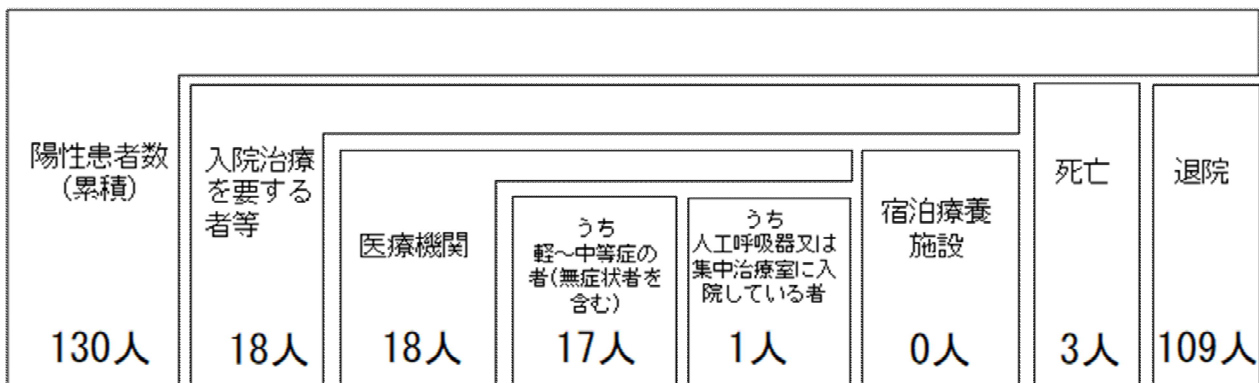 陽性患者数
(累積)
130人
入院治療
を要する
者等
18人
医療機関
18人
うち
軽～中等症の
者(無症状者を
含む)
17人
うち
人工呼吸器又は
集中治療室に入
院している者
1人
宿泊療養
施設
0人
死亡
3人
退院
109人